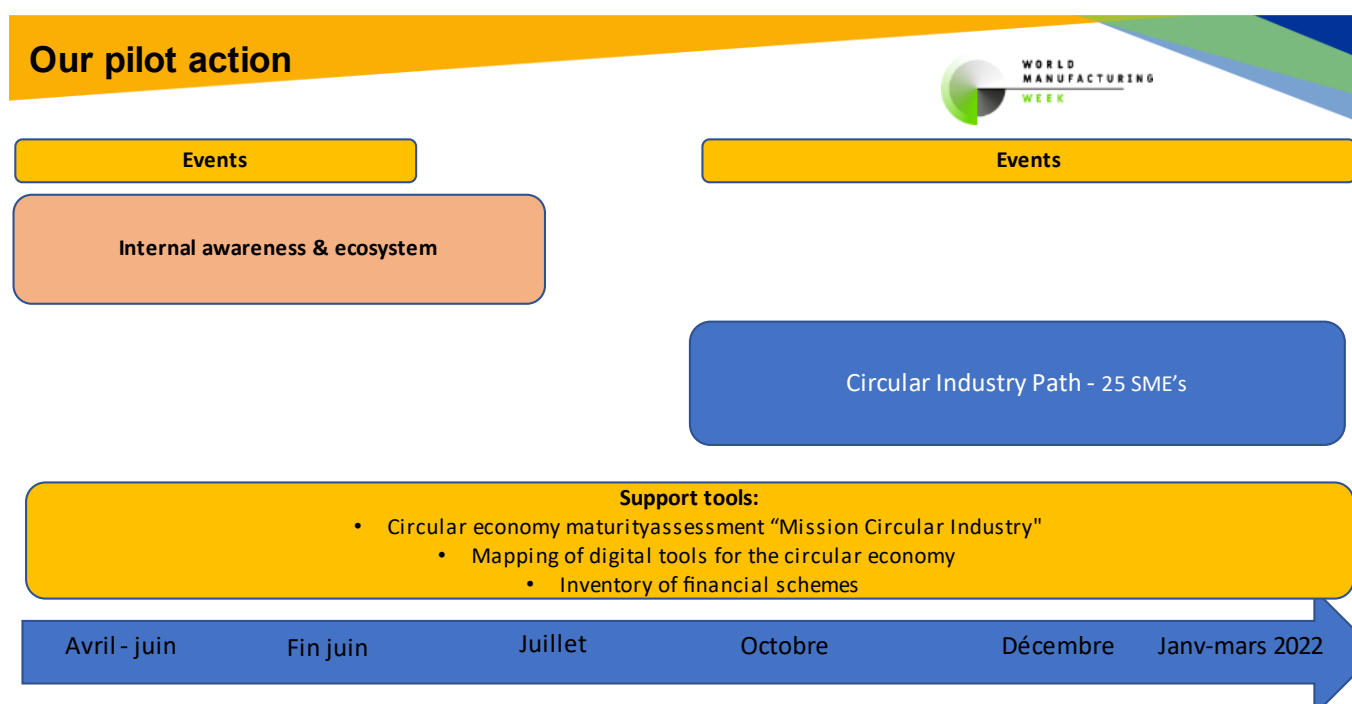 Our pilot action
WORLD
MANUFACTURING
WEEK
Events
Events
Internal awareness & ecosystem
Circular Industry Path - 25 SME's
Support tools:
• Circular economy maturityassessment “Mission Circular Industry"
• Mapping of digital tools for the circular economy
• Inventory of financial schemes
Avril - juin
Fin juin
Juillet
Octobre
Décembre
Janv-mars 2022